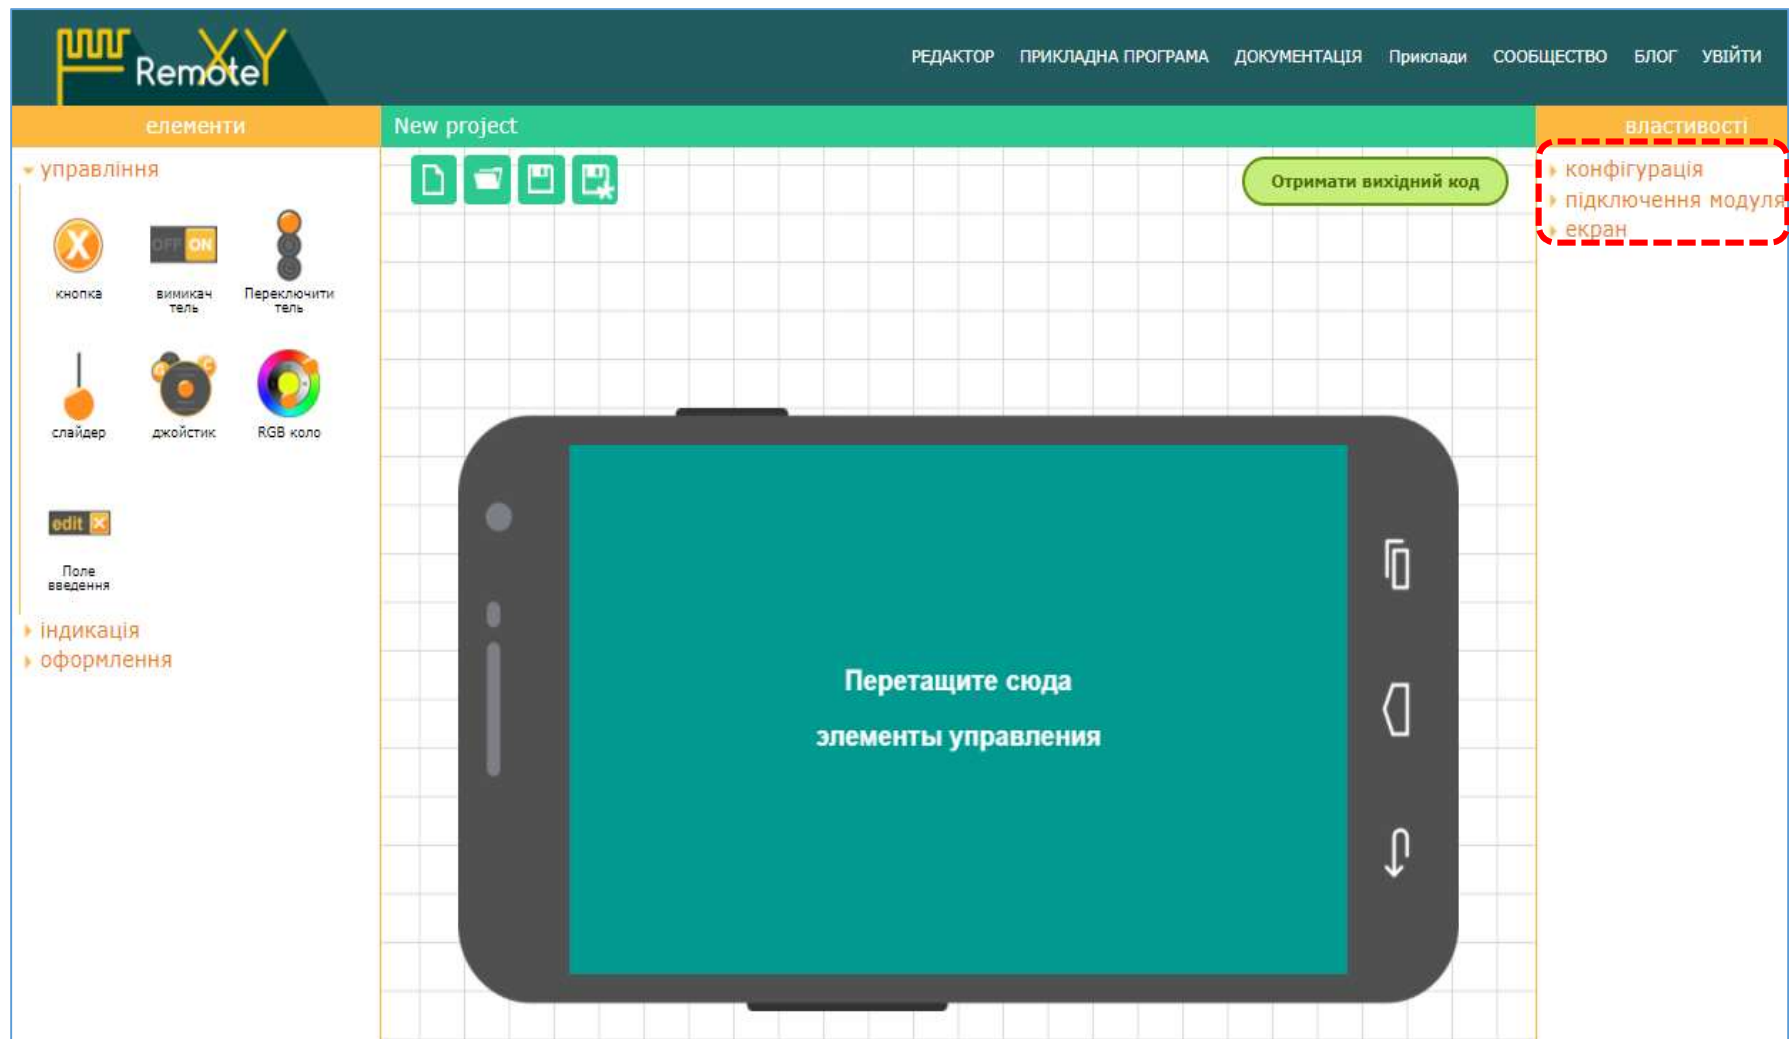 RemoteXY
РЕДАКТОР ПРИКЛАДНА ПРОГРАМА ДОКУМЕНТАЦІЯ Приклади СООБЩЕСТВО БЛОГ УВІЙТИ
елементи
New project
властивості
управління
Отримати вихідний код
конфігурація
підключення модуля
екран
OFF ON
кнопка
вимикач
тель
Переключити
тель
слайдер
джойстик
RGB коло
edit
Поле
введення
індикація
оформлення
Перетащите сюда
элементы управления